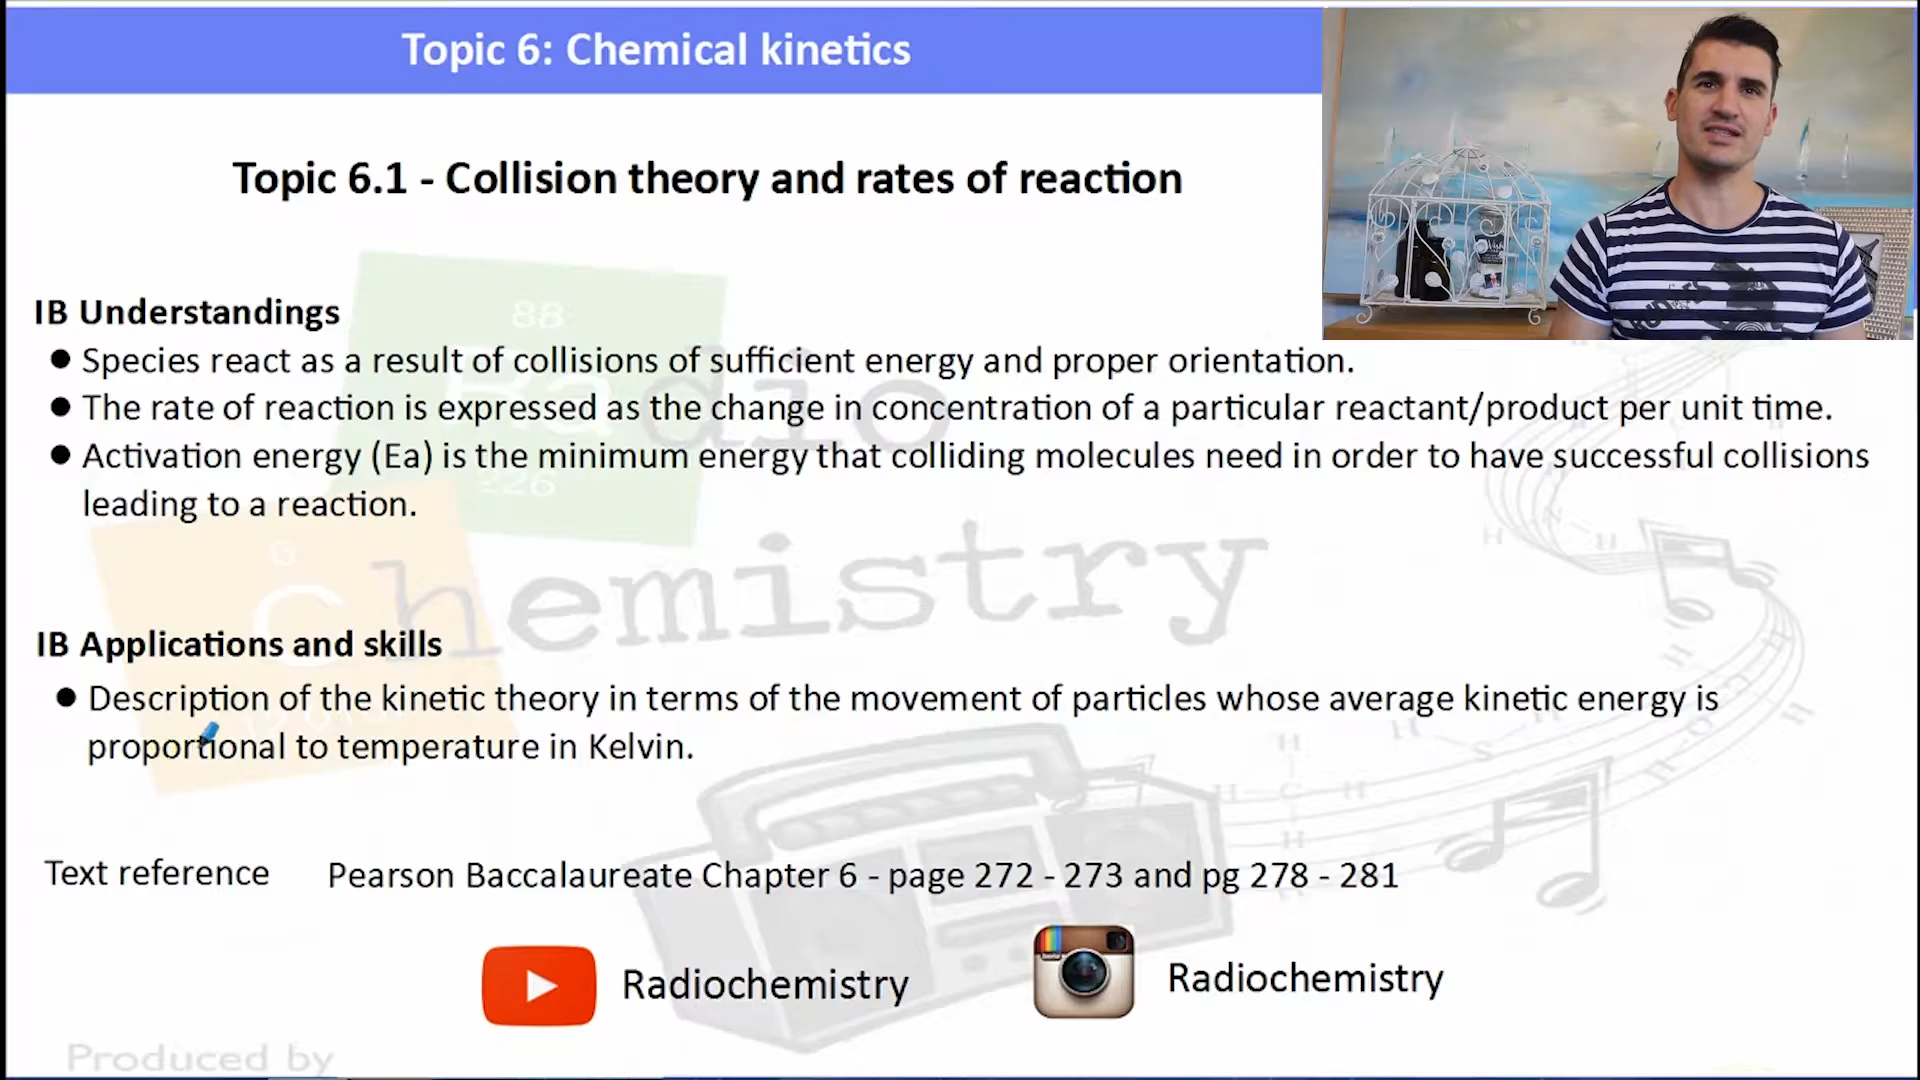 Topic 6: Chemical kinetics
Topic 6.1 - Collision theory and rates of reaction
IB Understandings
● Species react as a result of collisions of sufficient energy and proper orientation.
● The rate of reaction is expressed as the change in concentration of a particular reactant/product per unit time.
● Activation energy (Ea) is the minimum energy that colliding molecules need in order to have successful collisions
leading to a reaction.
IB Applications and skills
● Description of the kinetic theory in terms of the movement of particles whose average kinetic energy is
proportional to temperature in Kelvin.
Text reference Pearson Baccalaureate Chapter 6 - page 272 - 273 and pg 278 - 281
Radiochemistry
Radiochemistry
88
Radio
226
6
Chemistry
Produced by